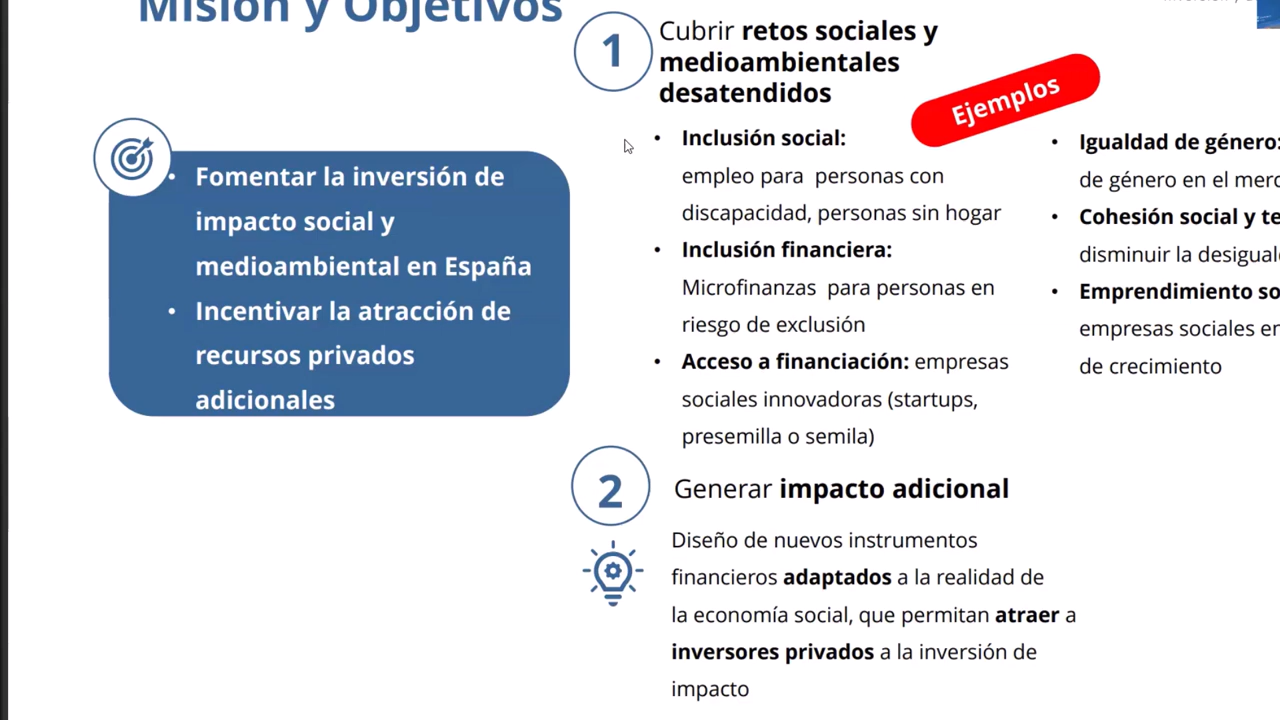 Misión y Objetivos
Fomentar la inversión de
impacto social y
medioambiental en España
Incentivar la atracción de
recursos privados
adicionales
1
Cubrir retos sociales y
medioambientales
desatendidos
Ejemplos
Inclusión social:
empleo para personas con
discapacidad, personas sin hogar
Inclusión financiera:
Microfinanzas para personas en
riesgo de exclusión
Acceso a financiación: empresas
sociales innovadoras (startups,
presemilla o semila)
Igualdad de género:
de género en el
Cohesión social y
disminuir la
Emprendimiento
empresas sociales
de crecimiento
2
Generar impacto adicional
Diseño de nuevos instrumentos
financieros adaptados a la realidad de
la economía social, que permitan atraer a
inversores privados a la inversión de
impacto